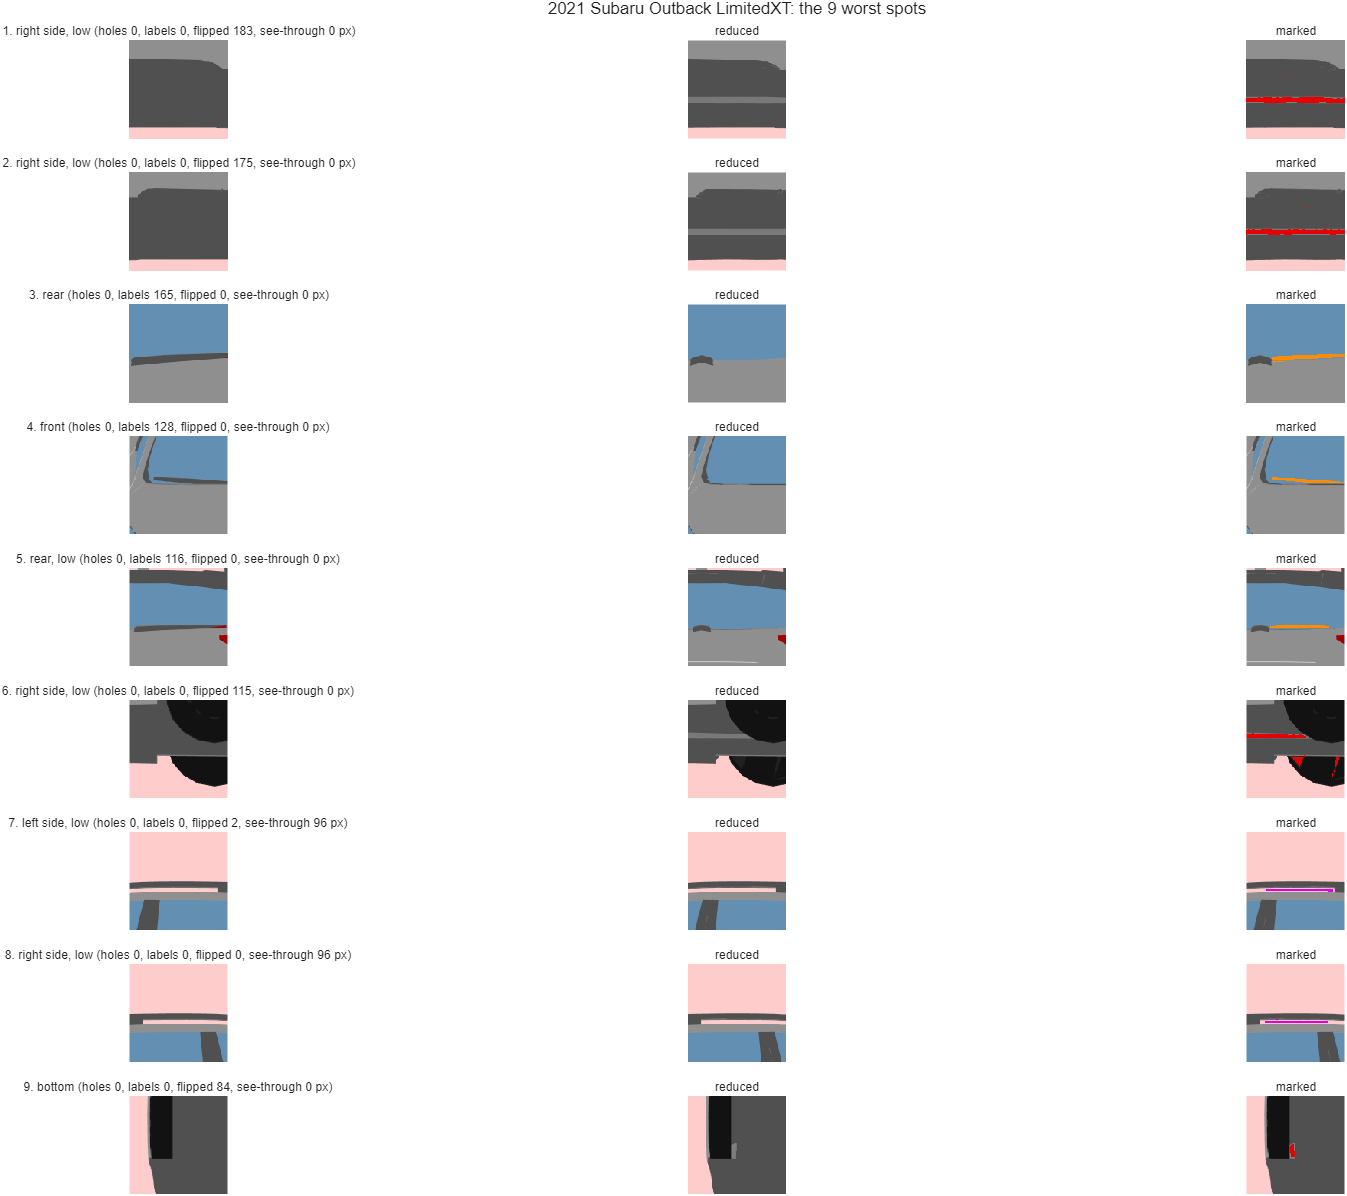 2021 Subaru Outback LimitedXT: the 9 worst spots
1. right side, low (holes 0, labels 0, flipped 183, see-through 0 px)
reduced
marked
2. right side, low (holes 0, labels 0, flipped 175, see-through 0 px)
reduced
marked
3. rear (holes 0, labels 165, flipped 0, see-through 0 px)
reduced
marked
4. front (holes 0, labels 128, flipped 0, see-through 0 px)
reduced
marked
5. rear, low (holes 0, labels 116, flipped 0, see-through 0 px)
reduced
marked
6. right side, low (holes 0, labels 0, flipped 115, see-through 0 px)
reduced
marked
7. left side, low (holes 0, labels 0, flipped 2, see-through 96 px)
reduced
marked
8. right side, low (holes 0, labels 0, flipped 0, see-through 96 px)
reduced
marked
9. bottom (holes 0, labels 0, flipped 84, see-through 0 px)
reduced
marked